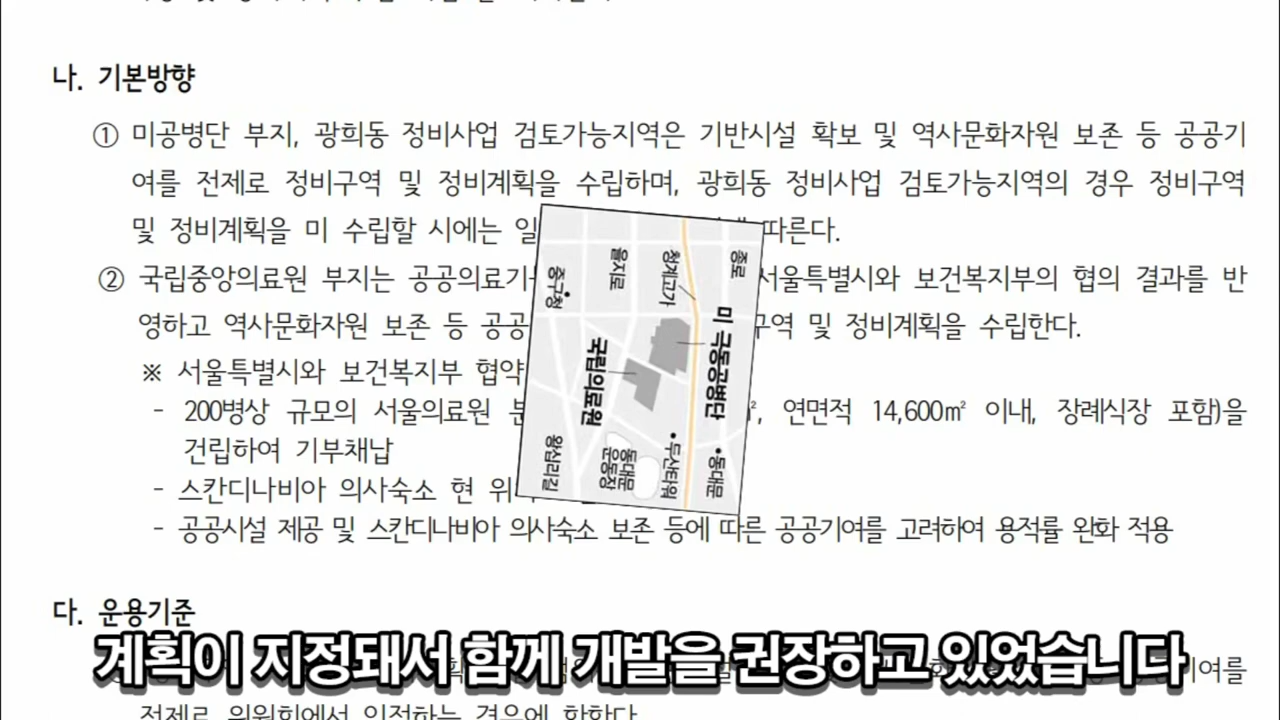 나. 기본방향
① 미공병단 부지, 광희동 정비사업 검토가능지역은 기반시설 확보 및 역사문화자원 보존 등 공공기
여를 전제로 정비구역 및 정비계획을 수립하며, 광희동 정비사업 검토가능지역의 경우 정비구역
및 정비계획을 미 수립할 시에는 일 따른다.
② 국립중앙의료원 부지는 공공의료기 서울특별시와 보건복지부의 협의 결과를 반
영하고 역사문화자원 보존 등 공공 구역 및 정비계획을 수립한다.
※ 서울특별시와 보건복지부 협약
- 200병상 규모의 서울의료원 분 ㎡, 연면적 14,600㎡ 이내, 장례식장 포함)을
건립하여 기부채납
- 스칸디나비아 의사숙소 현 위
- 공공시설 제공 및 스칸디나비아 의사숙소 보존 등에 따른 공공기여를 고려하여 용적률 완화 적용
종로
청계고가
을지로
중구청
미 극동공병단
국립의료원
동대문
두산타워
동대문
운동장
왕십리길
다. 운용기준
계획이 지정돼서 함께 개발을 권장하고 있었습니다
여를
전제로 위원회에서 인정하는 경우에 한한다